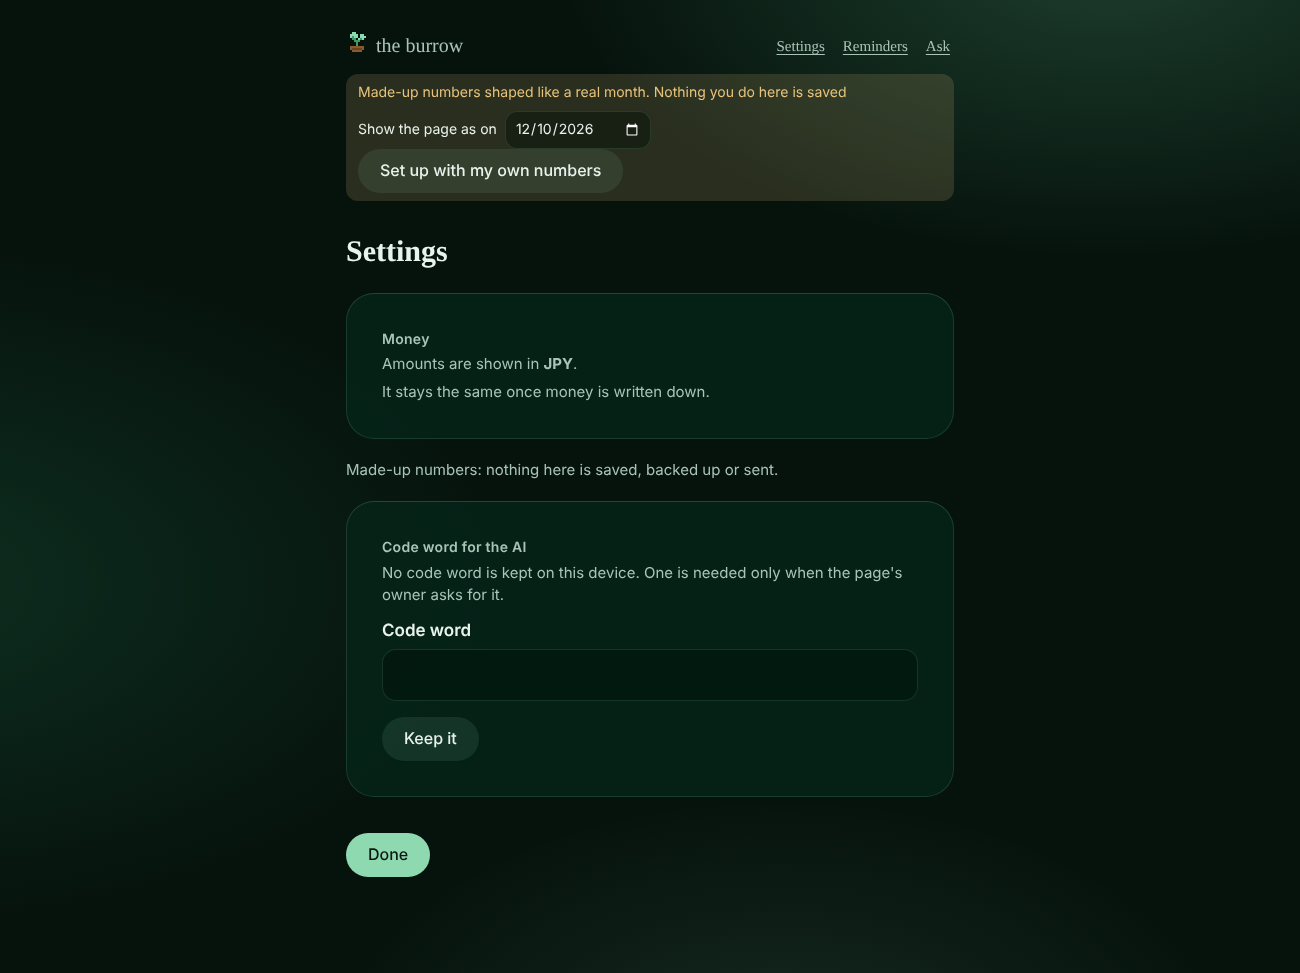 the burrow
Settings
Reminders
Ask
Made-up numbers shaped like a real month. Nothing you do here is saved
Show the page as on
12/10/2026
Set up with my own numbers
Settings
Money
Amounts are shown in JPY.
It stays the same once money is written down.
Made-up numbers: nothing here is saved, backed up or sent.
Code word for the AI
No code word is kept on this device. One is needed only when the page's
owner asks for it.
Code word
Keep it
Done